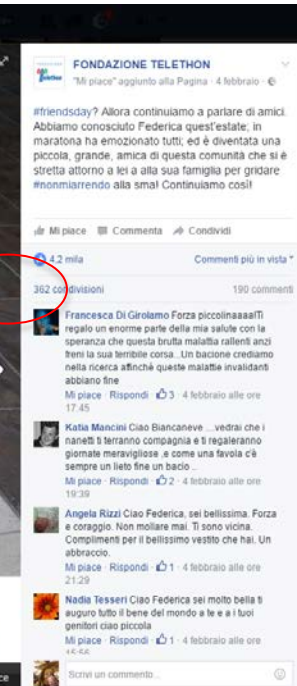 FONDAZIONE TELETHON
"Mi piace" aggiunto alla Pagina · 4 febbraio ·
#friendsday? Allora continuiamo a parlare di amici.
Abbiamo conosciuto Federica quest'estate; in
maratona ha emozionato tutti; ed è diventata una
piccola, grande, amica di questa comunità che si è
stretta attorno a lei a alla sua famiglia per gridare
#nonmiarrendo alla sma! Continuiamo così!
Mi piace Commenta Condividi
4,2 mila Commenti più in vista
362 condivisioni 190 commenti
Francesca Di Girolamo Forza piccolinaaaa!Ti
regalo un enorme parte della mia salute con la
speranza che questa brutta malattia rallenti anzi
freni la sua terribile corsa...Un bacione crediamo
nella ricerca affinchè queste malattie invalidanti
abbiano fine
Mi piace · Rispondi · 3 · 4 febbraio alle ore
17:45
Katia Mancini Ciao Biancaneve ....vedrai che i
nanetti ti terranno compagnia e ti regaleranno
giornate meravigliose ,e come una favola c'è
sempre un lieto fine un bacio ..
Mi piace · Rispondi · 2 · 4 febbraio alle ore
19:39
Angela Rizzi Ciao Federica, sei bellissima. Forza
e coraggio. Non mollare mai. Ti sono vicina.
Complimenti per il bellissimo vestito che hai. Un
abbraccio.
Mi piace · Rispondi · 1 · 4 febbraio alle ore
21:29
Nadia Tesseri Ciao Federica sei molto bella ti
auguro tutto il bene del mondo a te e a i tuoi
genitori ciao piccola
Mi piace · Rispondi · 1 · 4 febbraio alle ore
Scrivi un commento...